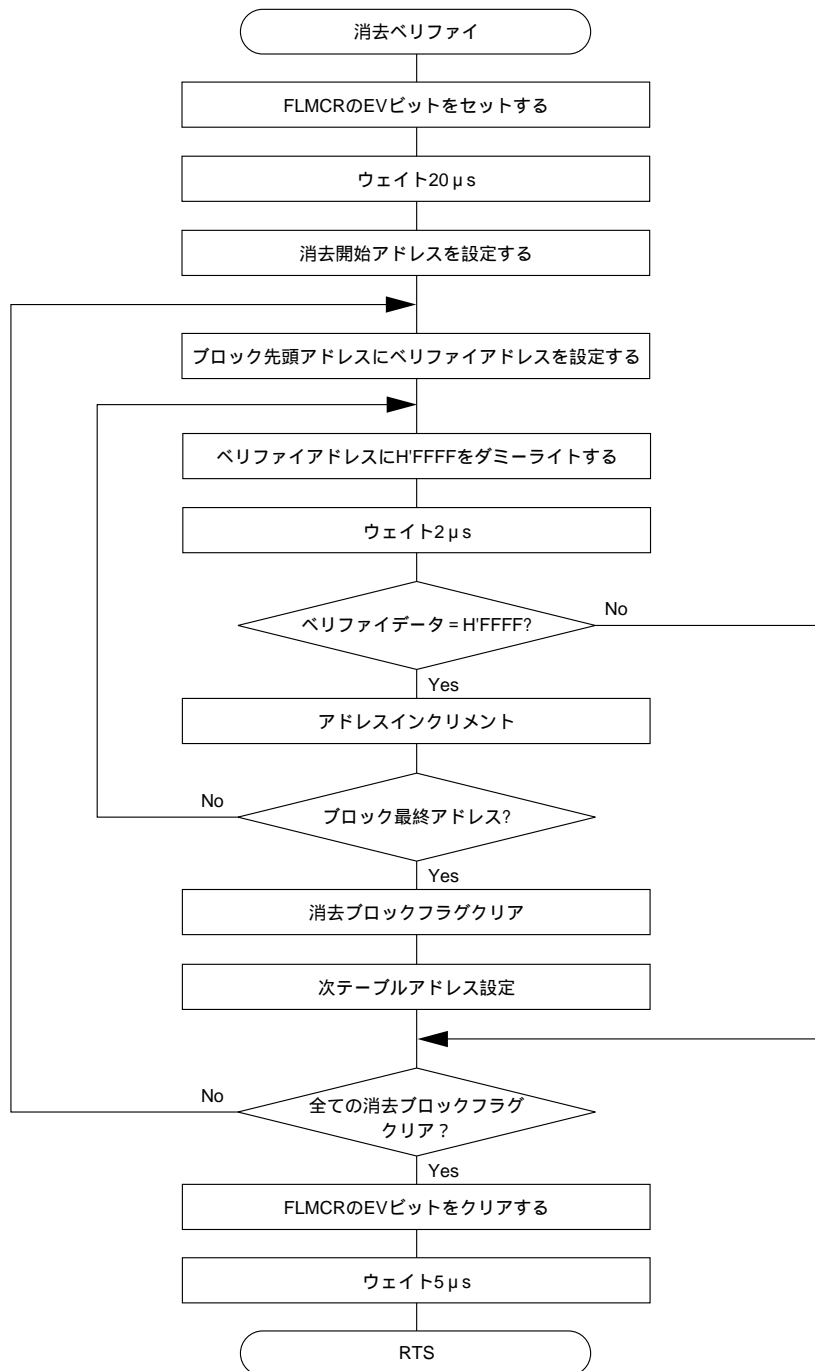 消去ベリファイ
FLMCRのEVビットをセットする
ウェイト20μs
消去開始アドレスを設定する
ブロック先頭アドレスにベリファイアドレスを設定する
ベリファイアドレスにH'FFFFをダミーライトする
ウェイト2μs
ベリファイデータ = H'FFFF?
No
Yes
アドレスインクリメント
No
ブロック最終アドレス?
Yes
消去ブロックフラグクリア
次テーブルアドレス設定
No
全ての消去ブロックフラグ
クリア？
Yes
FLMCRのEVビットをクリアする
ウェイト5μs
RTS